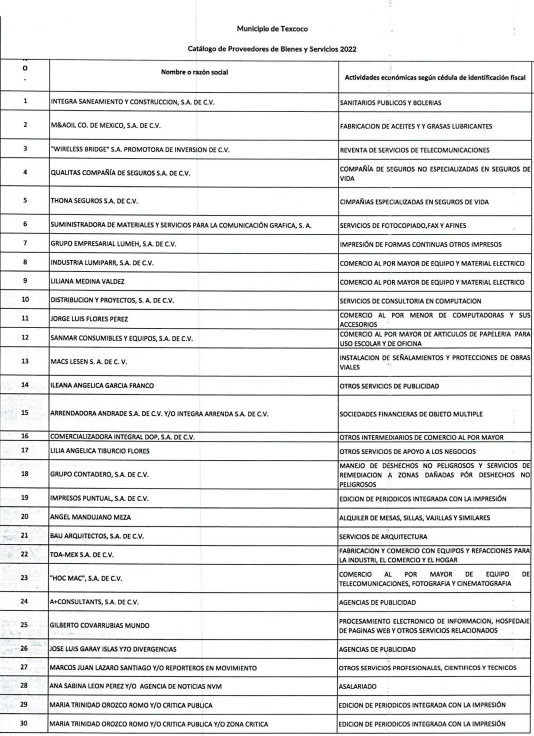 Municipio de Texcoco
Catálogo de Proveedores de Bienes y Servicios 2022
O
.
Nombre o razón social
Actividades económicas según cédula de identificación fiscal
1 INTEGRA SANEAMIENTO Y CONSTRUCCION, S.A. DE C.V. SANITARIOS PUBLICOS Y BOLERIAS
2 M&AOIL CO. DE MEXICO, S.A. DE C.V. FABRICACION DE ACEITES Y Y GRASAS LUBRICANTES
3 "WIRELESS BRIDGE" S.A. PROMOTORA DE INVERSION DE C.V. REVENTA DE SERVICIOS DE TELECOMUNICACIONES
4 QUALITAS COMPAÑÍA DE SEGUROS S.A. DE C.V. COMPAÑÍA DE SEGUROS NO ESPECIALIZADAS EN SEGUROS DE
VIDA
5 THONA SEGUROS S.A. DE C.V. CIMPAÑIAS ESPECIALIZADAS EN SEGUROS DE VIDA
6 SUMINISTRADORA DE MATERIALES Y SERVICIOS PARA LA COMUNICACIÓN GRAFICA, S. A. SERVICIOS DE FOTOCOPIADO,FAX Y AFINES
7 GRUPO EMPRESARIAL LUMEH, S.A. DE C.V. IMPRESIÓN DE FORMAS CONTINUAS OTROS IMPRESOS
8 INDUSTRIA LUMIPARR, S.A. DE C.V. COMERCIO AL POR MAYOR DE EQUIPO Y MATERIAL ELECTRICO
9 LILIANA MEDINA VALDEZ COMERCIO AL POR MAYOR DE EQUIPO Y MATERIAL ELECTRICO
10 DISTRIBUCION Y PROYECTOS, S. A. DE C.V. SERVICIOS DE CONSULTORIA EN COMPUTACION
11 JORGE LUIS FLORES PEREZ COMERCIO AL POR MENOR DE COMPUTADORAS Y SUS
ACCESORIOS
12 SANMAR CONSUMIBLES Y EQUIPOS, S.A. DE C.V. COMERCIO AL POR MAYOR DE ARTICULOS DE PAPELERIA PARA
USO ESCOLAR Y DE OFICINA
13 MACS LESEN S. A. DE C. V. INSTALACION DE SEÑALAMIENTOS Y PROTECCIONES DE OBRAS
VIALES
14 ILEANA ANGELICA GARCIA FRANCO OTROS SERVICIOS DE PUBLICIDAD
15 ARRENDADORA ANDRADE S.A. DE C.V. Y/O INTEGRA ARRENDA S.A. DE C.V. SOCIEDADES FINANCIERAS DE OBJETO MULTIPLE
16 COMERCIALIZADORA INTEGRAL DOP, S.A. DE C.V. OTROS INTERMEDIARIOS DE COMERCIO AL POR MAYOR
17 LILIA ANGELICA TIBURCIO FLORES OTROS SERVICIOS DE APOYO A LOS NEGOCIOS
18 GRUPO CONTADERO, S.A. DE C.V. MANEJO DE DESHECHOS NO PELIGROSOS Y SERVICIOS DE
REMEDIACION A ZONAS DAÑADAS PÓR DESHECHOS NO
PELIGROSOS
19 IMPRESOS PUNTUAL, S.A. DE C.V. EDICION DE PERIODICOS INTEGRADA CON LA IMPRESIÓN
20 ANGEL MANDUJANO MEZA ALQUILER DE MESAS, SILLAS, VAJILLAS Y SIMILARES
21 BAU ARQUITECTOS, S.A. DE C.V. SERVICIOS DE ARQUITECTURA
22 TOA-MEX S.A. DE C.V. FABRICACION Y COMERCIO CON EQUIPOS Y REFACCIONES PARA
LA INDUSTRI, EL COMERCIO Y EL HOGAR
23 "HOC MAC", S.A. DE C.V. COMERCIO AL POR MAYOR DE EQUIPO DE
TELECOMUNICACIONES, FOTOGRAFIA Y CINEMATOGRAFIA
24 A+CONSULTANTS, S.A. DE C.V. AGENCIAS DE PUBLICIDAD
25 GILBERTO COVARRUBIAS MUNDO PROCESAMIENTO ELECTRONICO DE INFORMACION, HOSPEDAJE
DE PAGINAS WEB Y OTROS SERVICIOS RELACIONADOS
26 JOSE LUIS GARAY ISLAS Y7O DIVERGENCIAS AGENCIAS DE PUBLICIDAD
27 MARCOS JUAN LAZARO SANTIAGO Y/O REPORTEROS EN MOVIMIENTO OTROS SERVICIOS PROFESIONALES, CIENTIFICOS Y TECNICOS
28 ANA SABINA LEON PEREZ Y/O AGENCIA DE NOTICIAS NVM ASALARIADO
29 MARIA TRINIDAD OROZCO ROMO Y/O CRITICA PUBLICA EDICION DE PERIODICOS INTEGRADA CON LA IMPRESIÓN
30 MARIA TRINIDAD OROZCO ROMO Y/O CRITICA PUBLICA Y/O ZONA CRITICA EDICION DE PERIODICOS INTEGRADA CON LA IMPRESIÓN